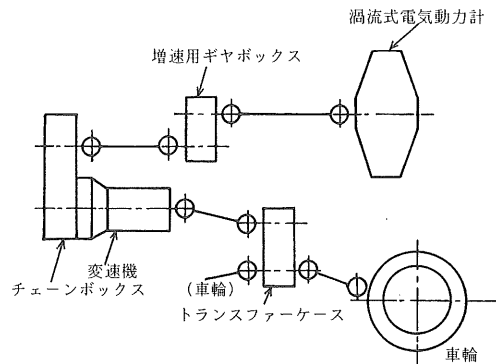 渦流式電気動力計
増速用ギヤボックス
変速機
チェーンボックス
(車輪)
トランスファーケース
車輪